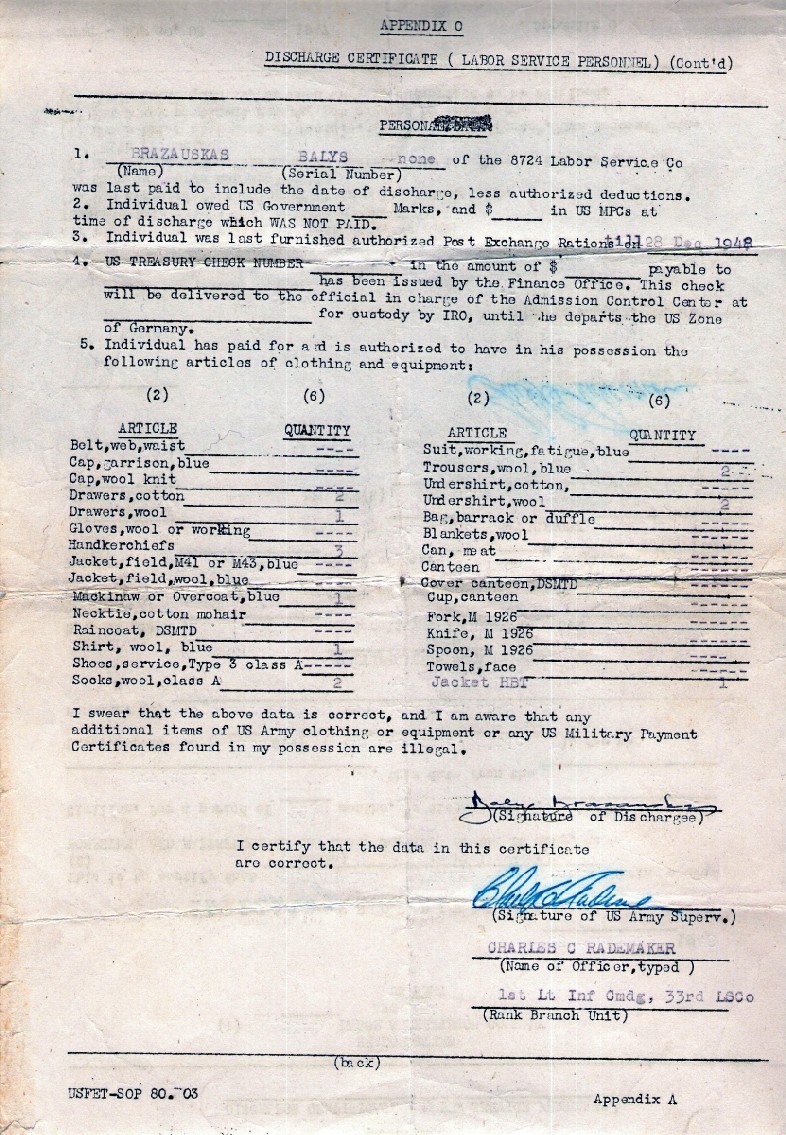 APPENDIX O
DISCHARGE CERTIFICATE ( LABOR SERVICE PERSONNEL) (Cont'd)
PERSONAL
1. BRAZAUSKAS BALYS none of the 8724 Labor Service Co
(Name) (Serial Number)
was last paid to include the date of discharge, less authorized deductions.
2. Individual owed US Government ____ Marks, and $ ____ in US MPCs at
time of discharge which WAS NOT PAID.
3. Individual was last furnished authorized Post Exchange Rations till 28 Dec 1948
4. US TREASURY CHECK NUMBER ________ in the amount of $ ________ payable to
________ has been issued by the Finance Office. This check
will be delivered to the official in charge of the Admission Control Center at
________ for custody by IRO, until he departs the US Zone
of Germany.
5. Individual has paid for and is authorized to have in his possession the
following articles of clothing and equipment:
(2) (6) (2) (6)
ARTICLE QUANTITY
Belt,web,waist ----
Cap,garrison,blue ----
Cap,wool knit ----
Drawers,cotton 2
Drawers,wool 1
Gloves,wool or working ----
Handkerchiefs 3
Jacket,field,M41 or M43,blue ----
Jacket,field,wool,blue ----
Mackinaw or Overcoat,blue 1
Necktie,cotton mohair ----
Raincoat, DSMTD ----
Shirt, wool, blue 1
Shoes,service,Type 3 class A -----
Socks,wool,class A 2
ARTICLE QUANTITY
Suit,working,fatigue,blue ----
Trousers,wool,blue 2
Undershirt,cotton, -----
Undershirt,wool 2
Bag,barrack or duffle -----
Blankets,wool -----
Can, meat -----
Canteen -----
Cover canteen,DSMTD -----
Cup,canteen -----
Fork,M 1926 -----
Knife, M 1926 -----
Spoon, M 1926 -----
Towels,face -----
Jacket HBT 1
I swear that the above data is correct, and I am aware that any
additional items of US Army clothing or equipment or any US Military Payment
Certificates found in my possession are illegal.
Balys Brazauskas
(Signature of Dischargee)
I certify that the data in this certificate
are correct.
(Signature of US Army Superv.)
CHARLES C RADEMAKER
(Name of Officer,typed )
1st Lt Inf Cmdg, 33rd LSCo
(Rank Branch Unit)
(back)
USFET-SOP 80. 03
Appendix A